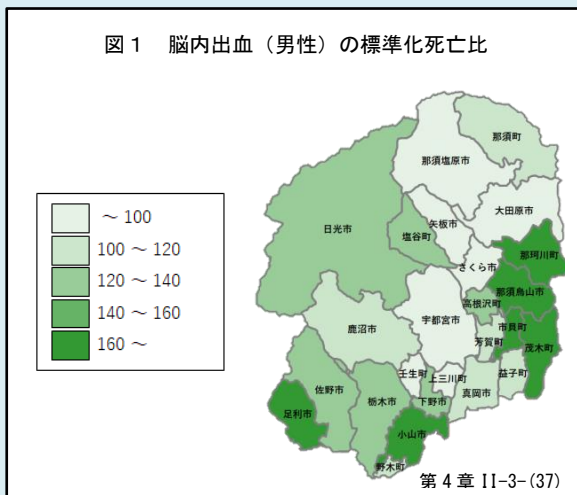 図1 脳内出血（男性）の標準化死亡比
～ 100
100 ～ 120
120 ～ 140
140 ～ 160
160 ～
那須町
那須塩原市
大田原市
日光市
矢板市
塩谷町
那珂川町
さくら市
那須烏山市
高根沢町
宇都宮市
市貝町
茂木町
鹿沼市
芳賀町
益子町
壬生町
上三川町
真岡市
佐野市
栃木市
下野市
足利市
小山市
野木町
第4章 II-3-(37)